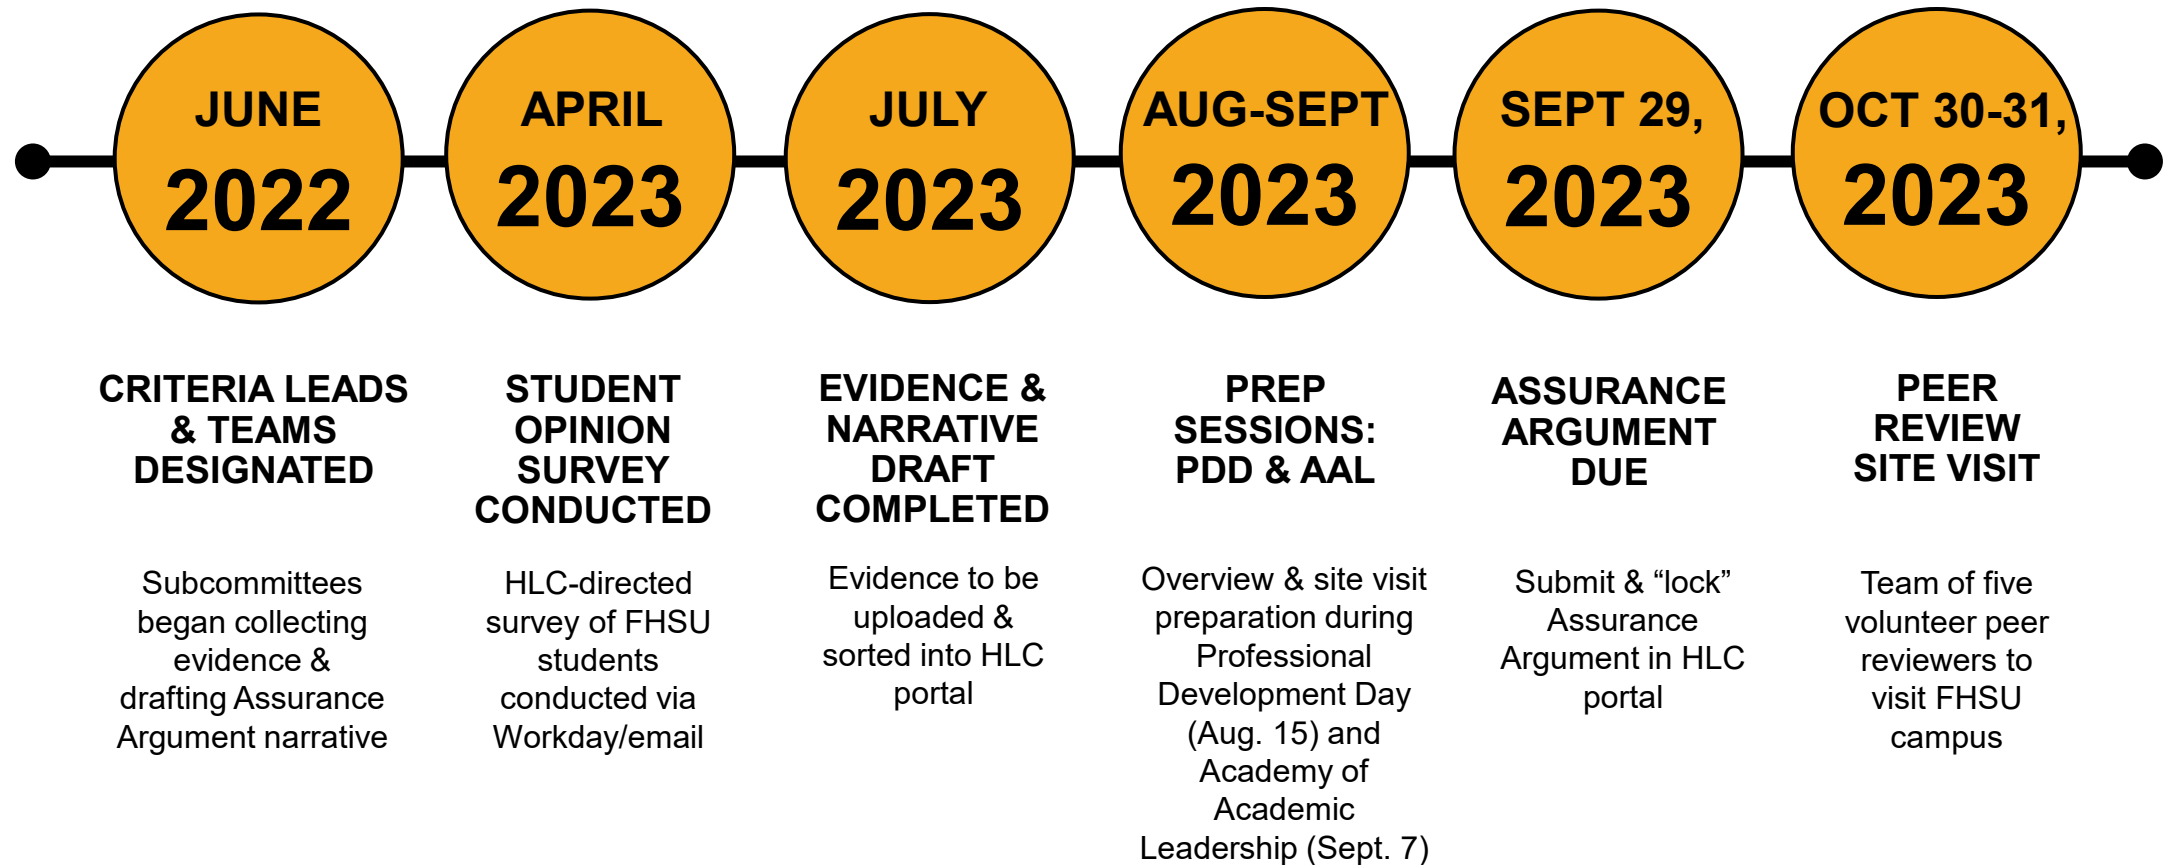 JUNE
2022
APRIL
2023
JULY
2023
AUG-SEPT
2023
SEPT 29,
2023
OCT 30-31,
2023
CRITERIA LEADS
& TEAMS
DESIGNATED
Subcommittees
began collecting
evidence &
drafting Assurance
Argument narrative
STUDENT
OPINION
SURVEY
CONDUCTED
HLC-directed
survey of FHSU
students
conducted via
Workday/email
EVIDENCE &
NARRATIVE
DRAFT
COMPLETED
Evidence to be
uploaded &
sorted into HLC
portal
PREP
SESSIONS:
PDD & AAL
Overview & site visit
preparation during
Professional
Development Day
(Aug. 15) and
Academy of
Academic
Leadership (Sept. 7)
ASSURANCE
ARGUMENT
DUE
Submit & “lock”
Assurance
Argument in HLC
portal
PEER
REVIEW
SITE VISIT
Team of five
volunteer peer
reviewers to
visit FHSU
campus